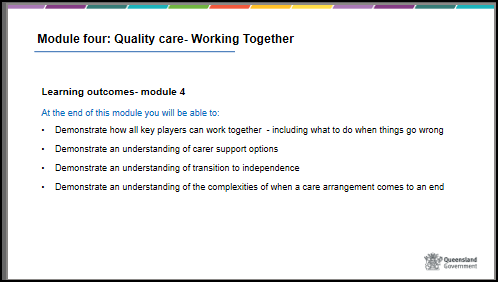 Module four: Quality care- Working Together
Learning outcomes- module 4
At the end of this module you will be able to:
• Demonstrate how all key players can work together - including what to do when things go wrong
• Demonstrate an understanding of carer support options
• Demonstrate an understanding of transition to independence
• Demonstrate an understanding of the complexities of when a care arrangement comes to an end
Queensland
Government